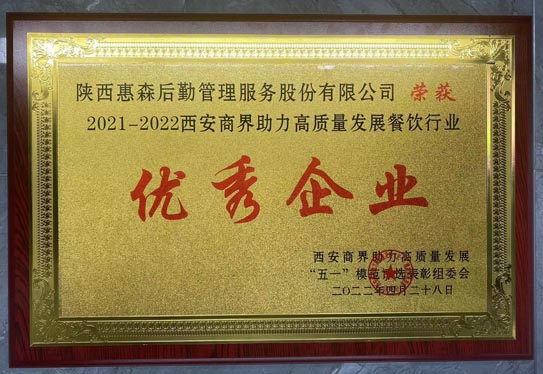 陕西惠森后勤管理服务股份有限公司 荣获
2021-2022西安商界助力高质量发展餐饮行业
优秀企业
西安商界助力高质量发展
“五一”模范评选表彰组委会
二〇二二年四月二十八日